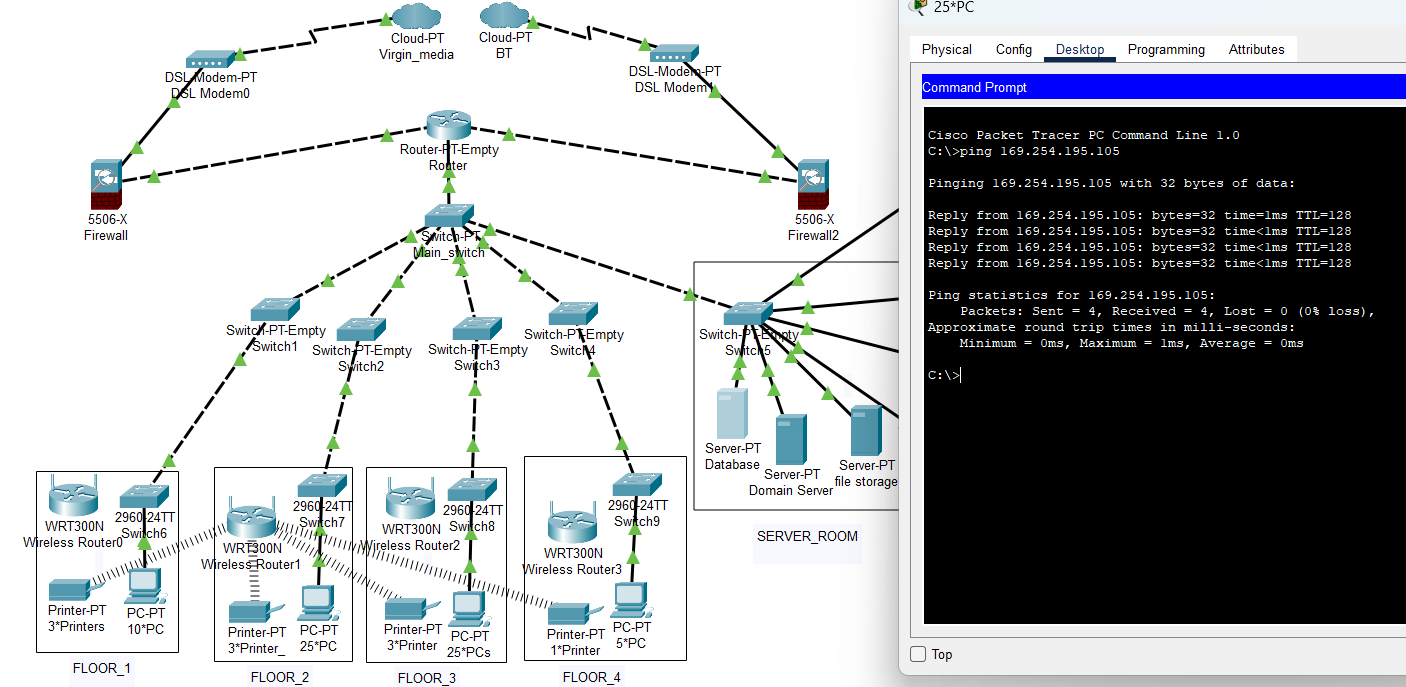 Cloud-PT
Virgin_media
Cloud-PT
BT
DSL-Modem-PT
DSL Modem0
DSL-Modem-PT
DSL Modem
Router-PT-Empty
Router
5506-X
Firewall
5506-X
Firewall2
Switch-PT
Main_switch
Switch-PT-Empty
Switch1
Switch-PT-Empty
Switch2
Switch-PT-Empty
Switch3
Switch-PT-Empty
Switch4
Switch-PT-Empty
Switch5
Server-PT
Database
Server-PT
Domain Server
Server-PT
file storage
SERVER_ROOM
WRT300N
Wireless Router0
2960-24TT
Switch6
Printer-PT
3*Printers
PC-PT
10*PC
FLOOR_1
2960-24TT
Switch7
WRT300N
Wireless Router1
Printer-PT
3*Printer_
PC-PT
25*PC
FLOOR_2
WRT300N
Wireless Router2
2960-24TT
Switch8
Printer-PT
3*Printer
PC-PT
25*PCs
FLOOR_3
2960-24TT
Switch9
WRT300N
Wireless Router3
Printer-PT
1*Printer
PC-PT
5*PC
FLOOR_4
25*PC
Physical Config Desktop Programming Attributes
Command Prompt
Cisco Packet Tracer PC Command Line 1.0
C:\>ping 169.254.195.105
Pinging 169.254.195.105 with 32 bytes of data:
Reply from 169.254.195.105: bytes=32 time=1ms TTL=128
Reply from 169.254.195.105: bytes=32 time<1ms TTL=128
Reply from 169.254.195.105: bytes=32 time<1ms TTL=128
Reply from 169.254.195.105: bytes=32 time<1ms TTL=128
Ping statistics for 169.254.195.105:
Packets: Sent = 4, Received = 4, Lost = 0 (0% loss),
Approximate round trip times in milli-seconds:
Minimum = 0ms, Maximum = 1ms, Average = 0ms
C:\>
Top